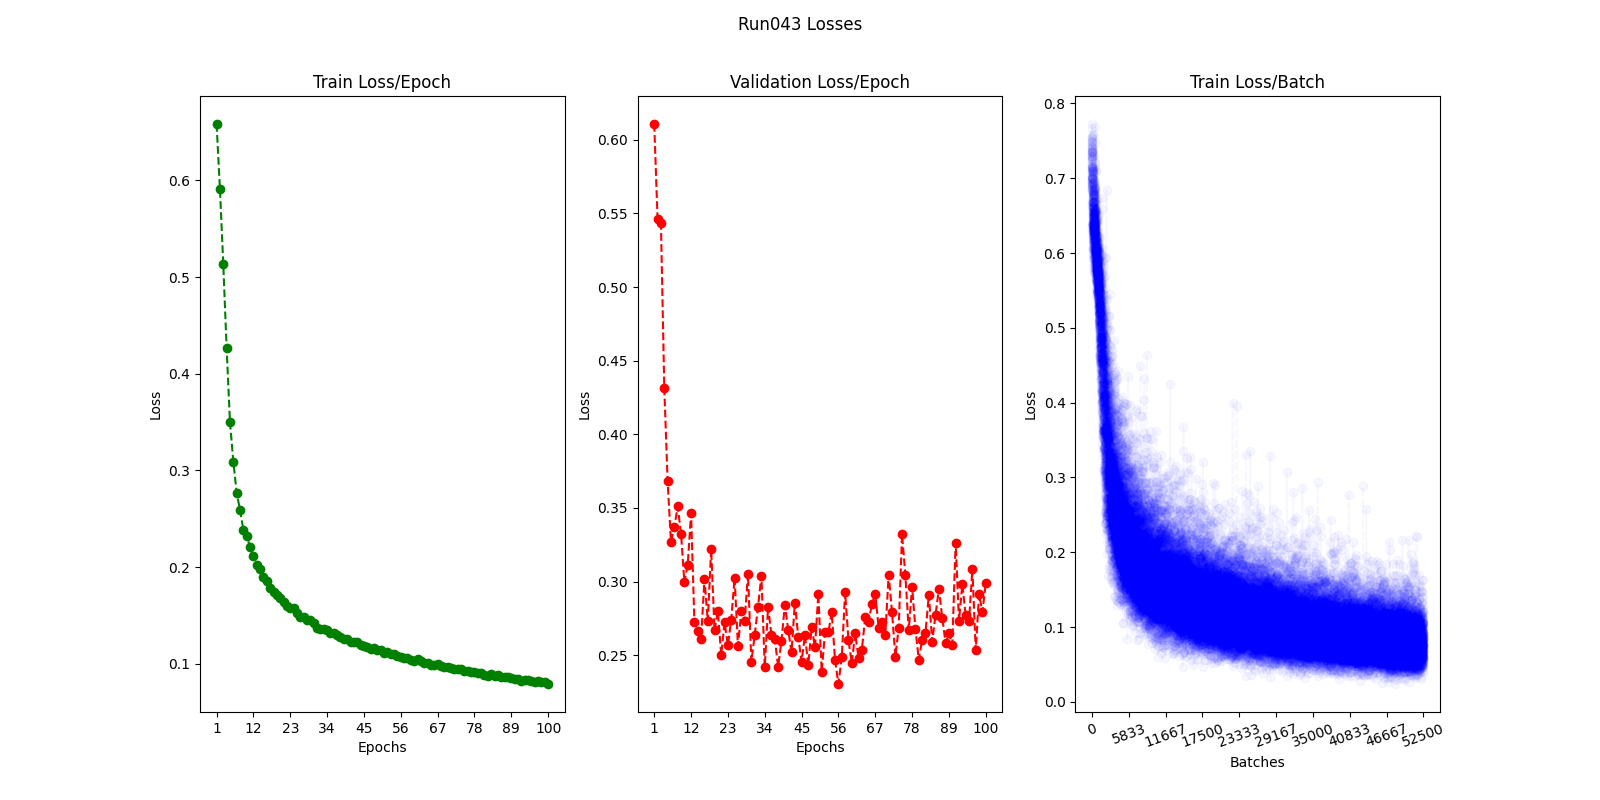 Run043 Losses
Train Loss/Epoch
Loss
0.6
0.5
0.4
0.3
0.2
0.1
1 12 23 34 45 56 67 78 89 100
Epochs
Validation Loss/Epoch
Loss
0.60
0.55
0.50
0.45
0.40
0.35
0.30
0.25
1 12 23 34 45 56 67 78 89 100
Epochs
Train Loss/Batch
Loss
0.8
0.7
0.6
0.5
0.4
0.3
0.2
0.1
0.0
0 5833 11667 17500 23333 29167 35000 40833 46667 52500
Batches